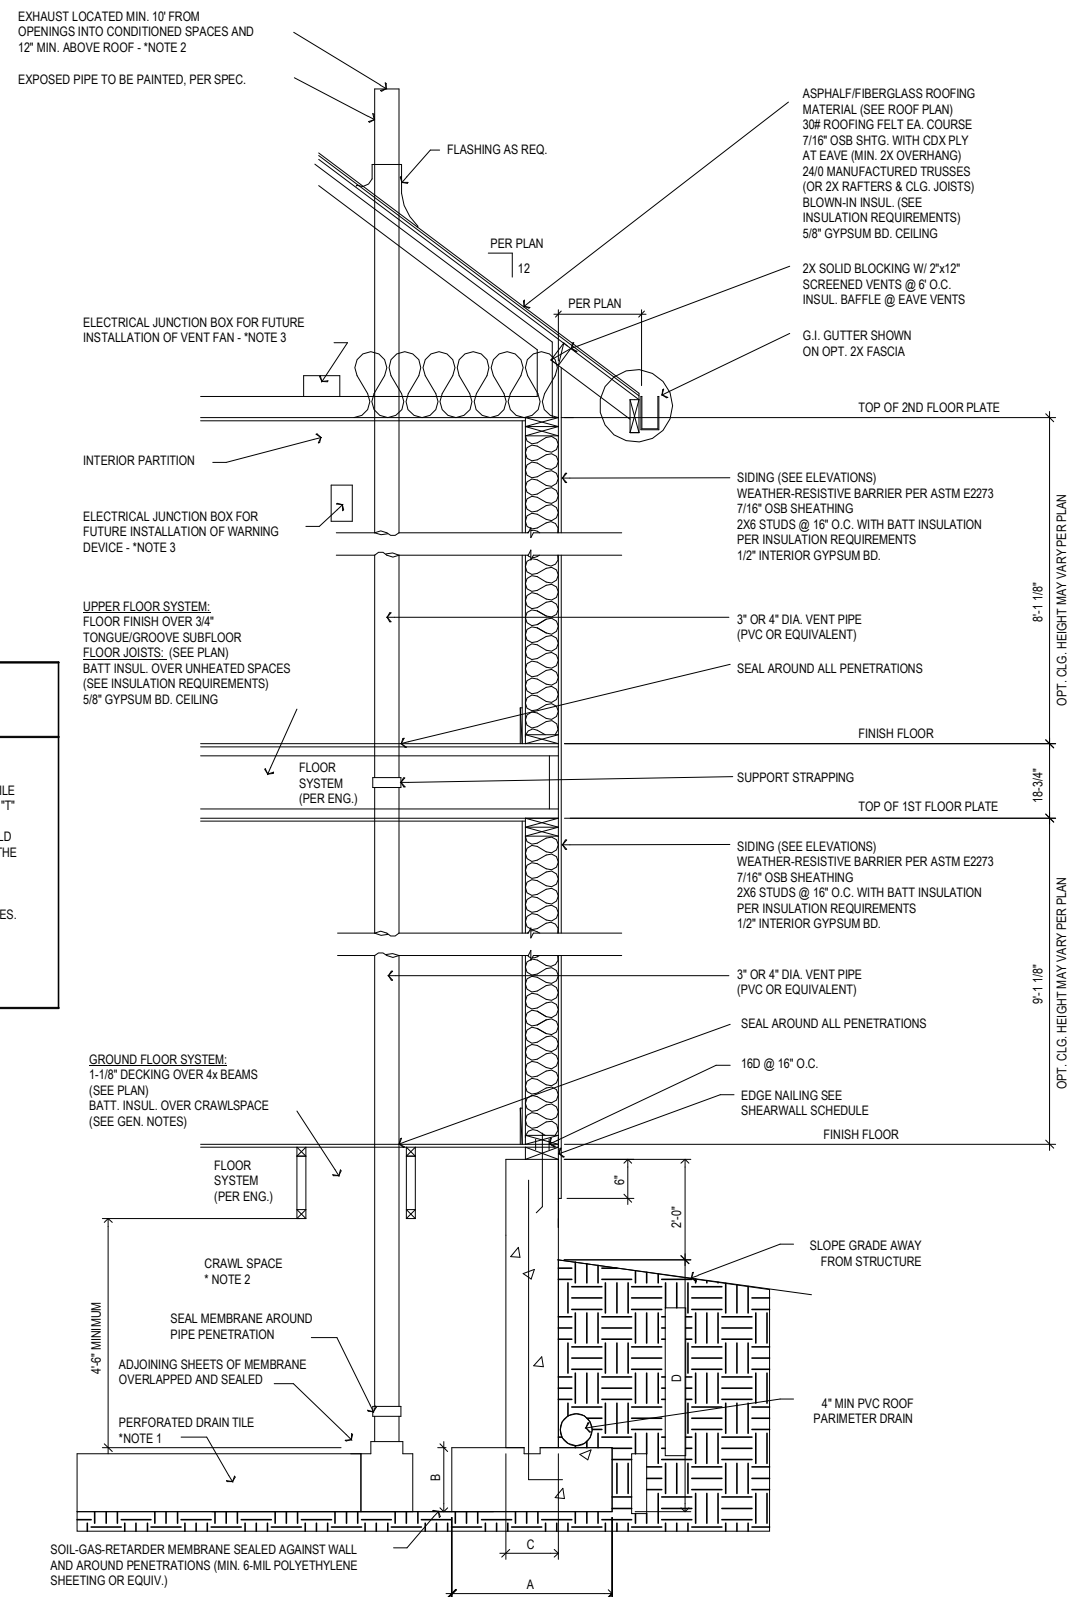 EXHAUST LOCATED MIN. 10' FROM
OPENINGS INTO CONDITIONED SPACES AND
12" MIN. ABOVE ROOF - *NOTE 2
EXPOSED PIPE TO BE PAINTED, PER SPEC.
FLASHING AS REQ.
ASPHALF/FIBERGLASS ROOFING
MATERIAL (SEE ROOF PLAN)
30# ROOFING FELT EA. COURSE
7/16" OSB SHTG. WITH CDX PLY
AT EAVE (MIN. 2X OVERHANG)
24/0 MANUFACTURED TRUSSES
(OR 2X RAFTERS & CLG. JOISTS)
BLOWN-IN INSUL. (SEE
INSULATION REQUIREMENTS)
5/8" GYPSUM BD. CEILING
PER PLAN
12
2X SOLID BLOCKING W/ 2"x12"
SCREENED VENTS @ 6' O.C.
INSUL. BAFFLE @ EAVE VENTS
PER PLAN
G.I. GUTTER SHOWN
ON OPT. 2X FASCIA
ELECTRICAL JUNCTION BOX FOR FUTURE
INSTALLATION OF VENT FAN - *NOTE 3
TOP OF 2ND FLOOR PLATE
INTERIOR PARTITION
SIDING (SEE ELEVATIONS)
WEATHER-RESISTIVE BARRIER PER ASTM E2273
7/16" OSB SHEATHING
2X6 STUDS @ 16" O.C. WITH BATT INSULATION
PER INSULATION REQUIREMENTS
1/2" INTERIOR GYPSUM BD.
ELECTRICAL JUNCTION BOX FOR
FUTURE INSTALLATION OF WARNING
DEVICE - *NOTE 3
8'-1 1/8"
OPT. CLG. HEIGHT MAY VARY PER PLAN
UPPER FLOOR SYSTEM:
FLOOR FINISH OVER 3/4"
TONGUE/GROOVE SUBFLOOR
FLOOR JOISTS: (SEE PLAN)
BATT INSUL. OVER UNHEATED SPACES
(SEE INSULATION REQUIREMENTS)
5/8" GYPSUM BD. CEILING
3" OR 4" DIA. VENT PIPE
(PVC OR EQUIVALENT)
SEAL AROUND ALL PENETRATIONS
FINISH FLOOR
FLOOR
SYSTEM
(PER ENG.)
SUPPORT STRAPPING
18-3/4"
TOP OF 1ST FLOOR PLATE
ILE
"T"
LD
THE
ES.
SIDING (SEE ELEVATIONS)
WEATHER-RESISTIVE BARRIER PER ASTM E2273
7/16" OSB SHEATHING
2X6 STUDS @ 16" O.C. WITH BATT INSULATION
PER INSULATION REQUIREMENTS
1/2" INTERIOR GYPSUM BD.
9'-1 1/8"
OPT. CLG. HEIGHT MAY VARY PER PLAN
3" OR 4" DIA. VENT PIPE
(PVC OR EQUIVALENT)
SEAL AROUND ALL PENETRATIONS
16D @ 16" O.C.
EDGE NAILING SEE
SHEARWALL SCHEDULE
FINISH FLOOR
GROUND FLOOR SYSTEM:
1-1/8" DECKING OVER 4x BEAMS
(SEE PLAN)
BATT. INSUL. OVER CRAWLSPACE
(SEE GEN. NOTES)
FLOOR
SYSTEM
(PER ENG.)
6"
2'-0"
SLOPE GRADE AWAY
FROM STRUCTURE
CRAWL SPACE
* NOTE 2
4'-6" MINIMUM
SEAL MEMBRANE AROUND
PIPE PENETRATION
ADJOINING SHEETS OF MEMBRANE
OVERLAPPED AND SEALED
D
4" MIN PVC ROOF
PARIMETER DRAIN
PERFORATED DRAIN TILE
*NOTE 1
B
SOIL-GAS-RETARDER MEMBRANE SEALED AGAINST WALL
AND AROUND PENETRATIONS (MIN. 6-MIL POLYETHYLENE
SHEETING OR EQUIV.)
C
A